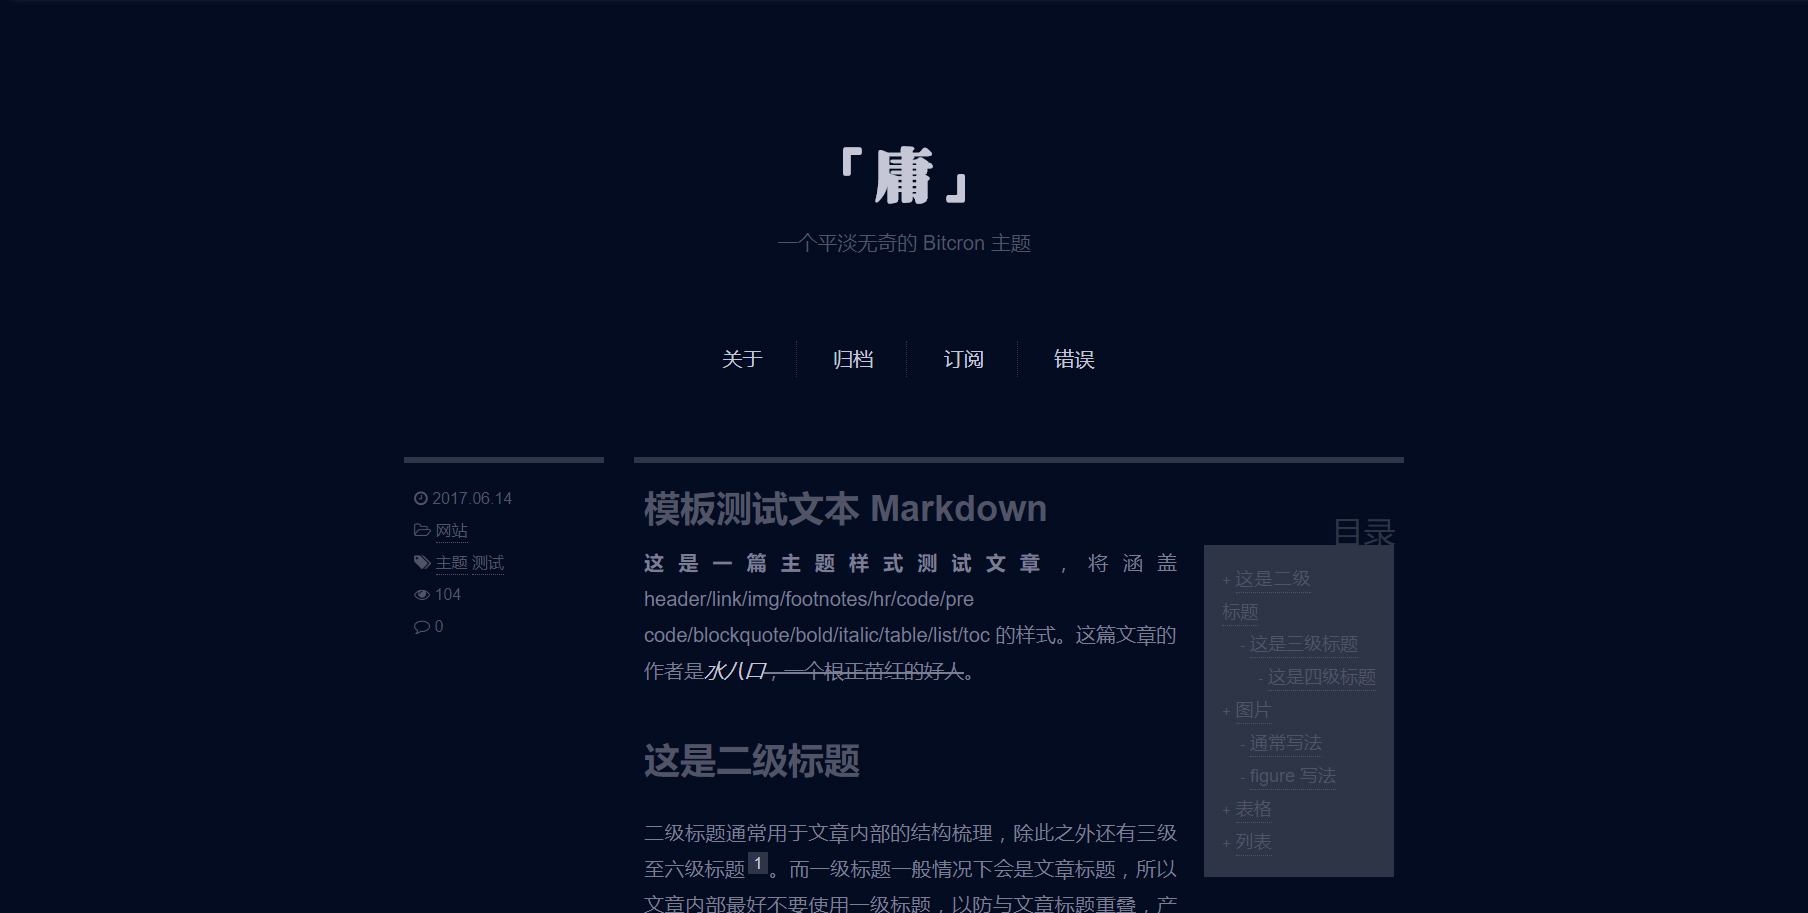 「庸」
一个平淡无奇的 Bitcron 主题
关于
归档
订阅
错误
2017.06.14
网站
主题 测试
104
0
模板测试文本 Markdown
这是一篇主题样式测试文章，将涵盖
header/link/img/footnotes/hr/code/pre
code/blockquote/bold/italic/table/list/toc 的样式。这篇文章的
作者是水八口，一个根正苗红的好人。
这是二级标题
二级标题通常用于文章内部的结构梳理，除此之外还有三级
至六级标题1。而一级标题一般情况下会是文章标题，所以
文章内部最好不要使用一级标题，以防与文章标题重叠，产
目录
+ 这是二级
标题
- 这是三级标题
- 这是四级标题
+ 图片
- 通常写法
- figure 写法
+ 表格
+ 列表